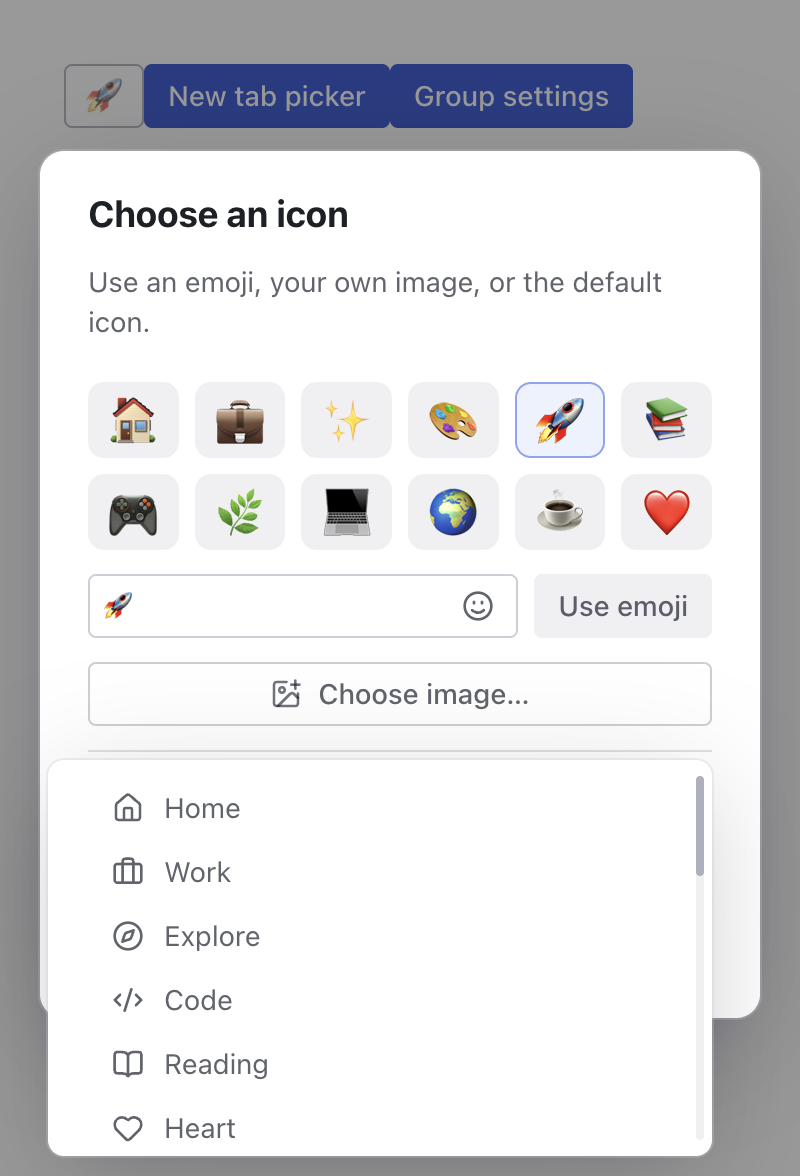 New tab picker
Group settings
Choose an icon
Use an emoji, your own image, or the default
icon.
🚀
Use emoji
Choose image...
Home
Work
Explore
Code
Reading
Heart